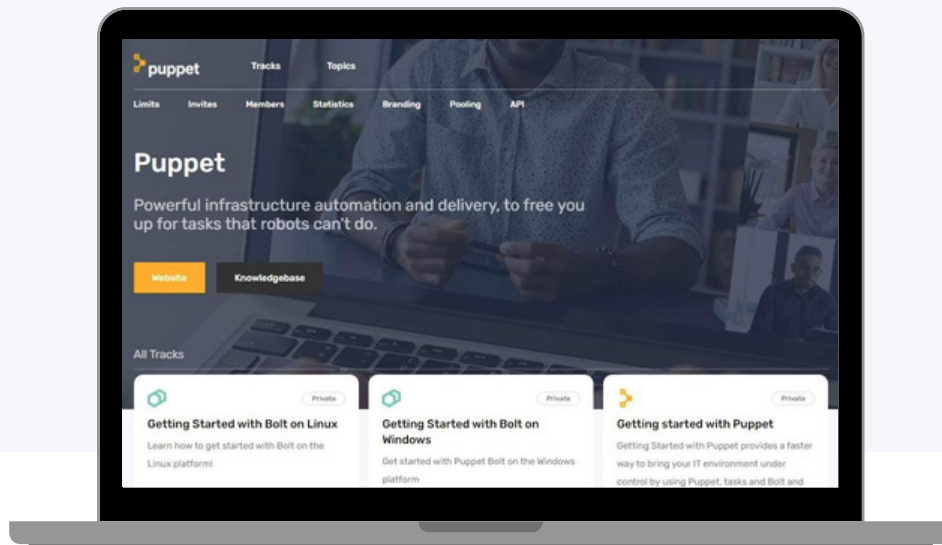 puppet Tracks Topics
Limits Invites Members Statistics Branding Pooling API
Puppet
Powerful infrastructure automation and delivery, to free you
up for tasks that robots can't do.
Website Knowledgebase
All Tracks
Private
Getting Started with Bolt on Linux
Learn how to get started with Bolt on the
Linux platform!
Private
Getting Started with Bolt on
Windows
Get started with Puppet Bolt on the Windows
platform
Private
Getting started with Puppet
Getting Started with Puppet provides a faster
way to bring your IT environment under
control by using Puppet, tasks and Bolt and